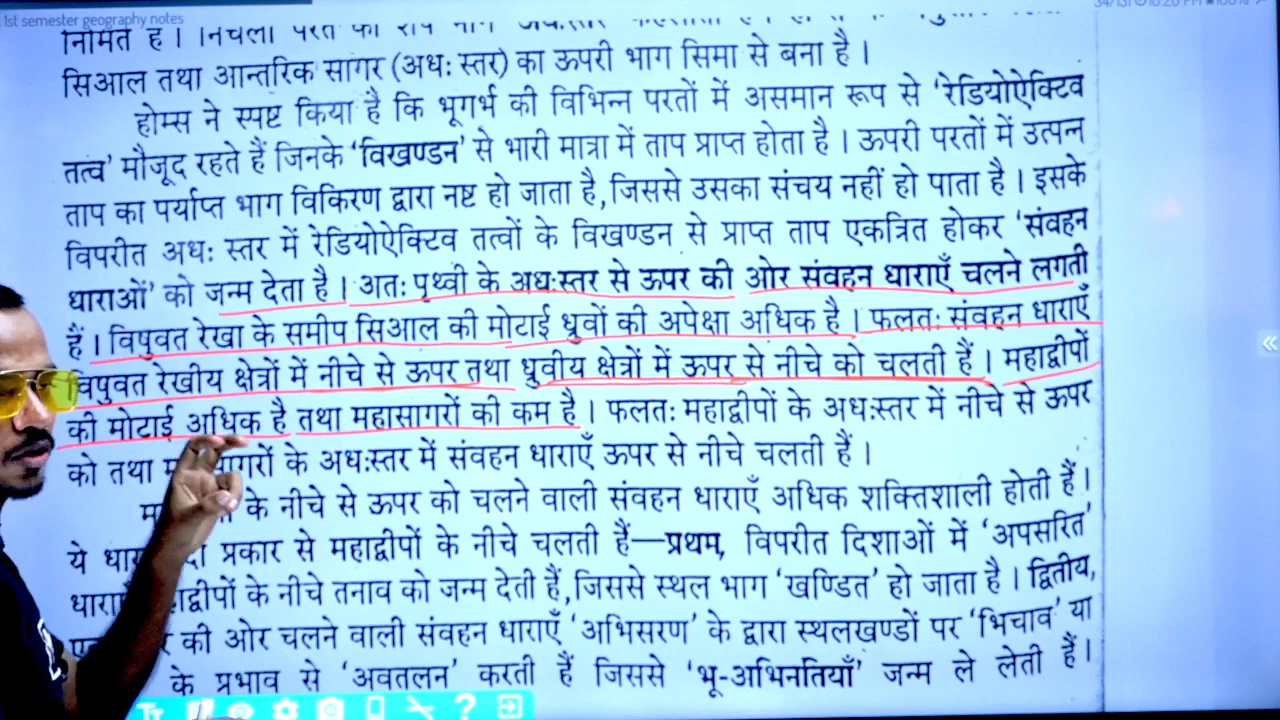 1st semester geography notes
निर्मित है। निचली परत का शेष भाग
सिआल तथा आन्तरिक सागर (अधः स्तर) का ऊपरी भाग सिमा से बना है।
होम्स ने स्पष्ट किया है कि भूगर्भ की विभिन्न परतों में असमान रूप से 'रेडियोऐक्टिव
तत्व' मौजूद रहते हैं जिनके 'विखण्डन' से भारी मात्रा में ताप प्राप्त होता है। ऊपरी परतों में उत्पन्न
ताप का पर्याप्त भाग विकिरण द्वारा नष्ट हो जाता है, जिससे उसका संचय नहीं हो पाता है। इसके
विपरीत अधः स्तर में रेडियोऐक्टिव तत्वों के विखण्डन से प्राप्त ताप एकत्रित होकर 'संवहन
धाराओं' को जन्म देता है। अतः पृथ्वी के अधःस्तर से ऊपर की ओर संवहन धाराएँ चलने लगती
हैं। विषुवत रेखा के समीप सिआल की मोटाई ध्रुवों की अपेक्षा अधिक है। फलतः संवहन धाराएँ
विषुवत रेखीय क्षेत्रों में नीचे से ऊपर तथा ध्रुवीय क्षेत्रों में ऊपर से नीचे को चलती हैं। महाद्वीपों
की मोटाई अधिक है तथा महासागरों की कम है। फलतः महाद्वीपों के अधःस्तर में नीचे से ऊपर
को तथा के अधःस्तर में संवहन धाराएँ ऊपर से नीचे चलती हैं।
के नीचे से ऊपर को चलने वाली संवहन धाराएँ अधिक शक्तिशाली होती हैं।
ये प्रकार से महाद्वीपों के नीचे चलती हैं—प्रथम, विपरीत दिशाओं में 'अपसरित'
के नीचे तनाव को जन्म देती हैं, जिससे स्थल भाग 'खण्डित' हो जाता है। द्वितीय,
की ओर चलने वाली संवहन धाराएँ 'अभिसरण' के द्वारा स्थलखण्डों पर 'भिचाव' या
के प्रभाव से 'अवतलन' करती हैं जिससे 'भू-अभिनतियाँ' जन्म ले लेती हैं।